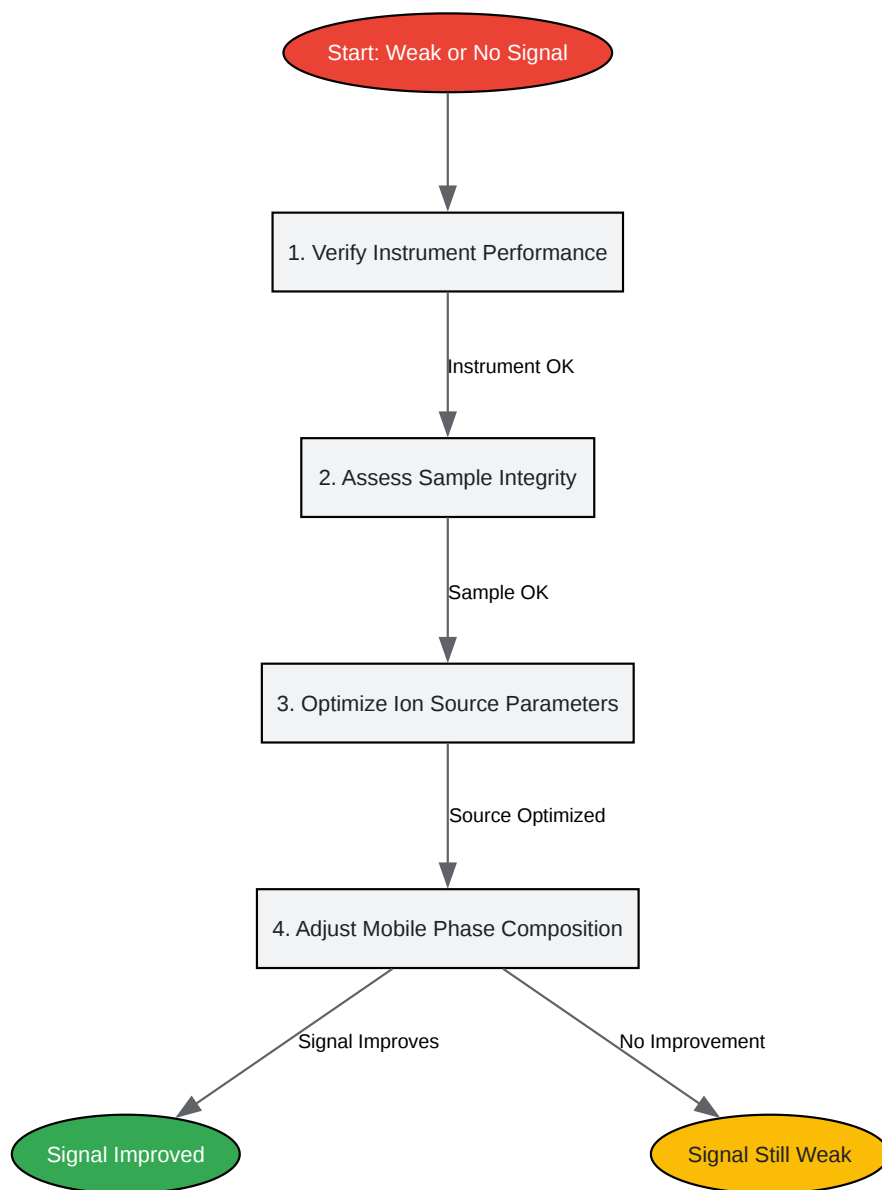 Start: Weak or No Signal
1. Verify Instrument Performance
Instrument OK
2. Assess Sample Integrity
Sample OK
3. Optimize Ion Source Parameters
Source Optimized
4. Adjust Mobile Phase Composition
Signal Improves
No Improvement
Signal Improved
Signal Still Weak